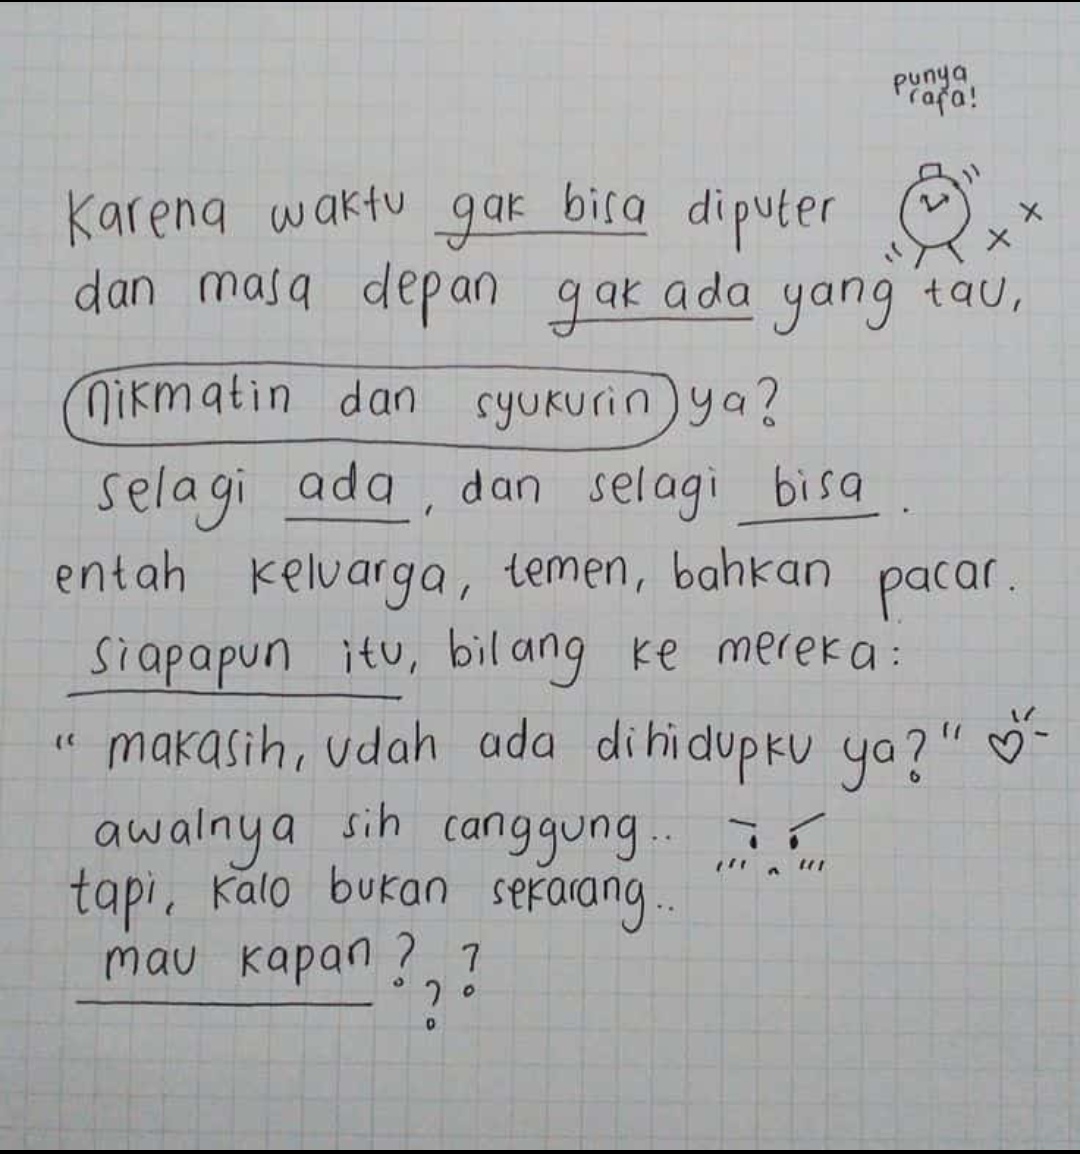 punya
rafa!
Karena waktu gak bisa diputer
dan masa depan gak ada yang tau,
nikmatin dan syukurin ya?
selagi ada, dan selagi bisa.
entah keluarga, temen, bahkan pacar.
siapapun itu, bilang ke mereka:
“makasih, udah ada dihidupku ya?"
awalnya sih canggung..
tapi, kalo bukan sekarang..
mau kapan???